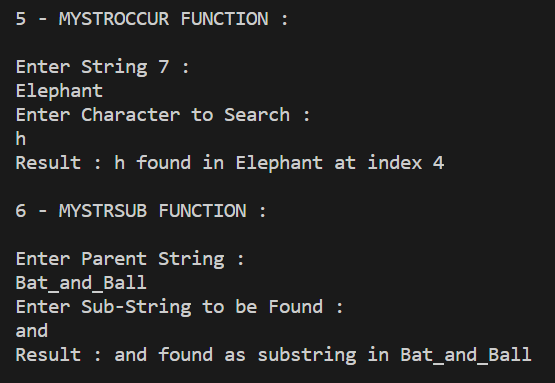 5 - MYSTROCCUR FUNCTION :
Enter String 7 :
Elephant
Enter Character to Search :
h
Result : h found in Elephant at index 4
6 - MYSTRSUB FUNCTION :
Enter Parent String :
Bat_and_Ball
Enter Sub-String to be Found :
and
Result : and found as substring in Bat_and_Ball